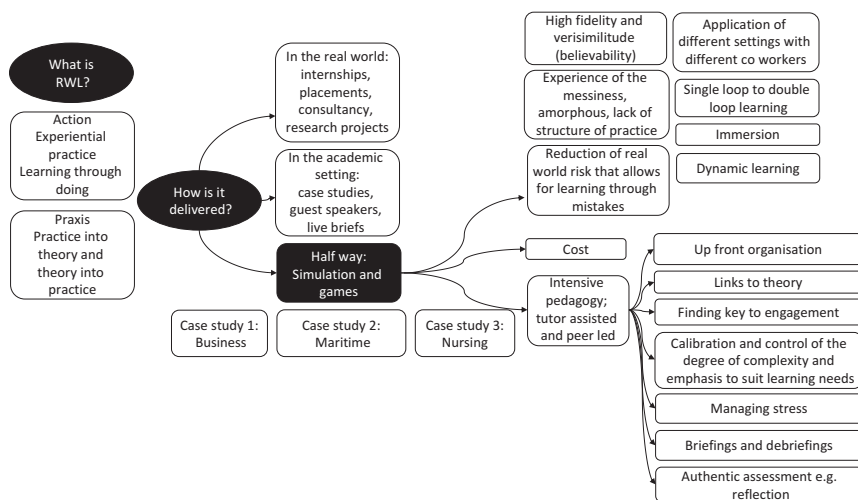 What is
RWL?
Action
Experiential
practice
Learning through
doing
Praxis
Practice into
theory and
theory into
practice
How is it
delivered?
In the real world:
internships,
placements,
consultancy,
research projects
In the academic
setting:
case studies,
guest speakers,
live briefs
Half way:
Simulation and
games
Case study 1:
Business
Case study 2:
Maritime
Case study 3:
Nursing
High fidelity and
verisimilitude
(believability)
Experience of the
messiness,
amorphous, lack of
structure of practice
Reduction of real
world risk that allows
for learning through
mistakes
Application of
different settings with
different co workers
Single loop to double
loop learning
Immersion
Dynamic learning
Cost
Intensive
pedagogy;
tutor assisted
and peer led
Up front organisation
Links to theory
Finding key to engagement
Calibration and control of the
degree of complexity and
emphasis to suit learning needs
Managing stress
Briefings and debriefings
Authentic assessment e.g.
reflection